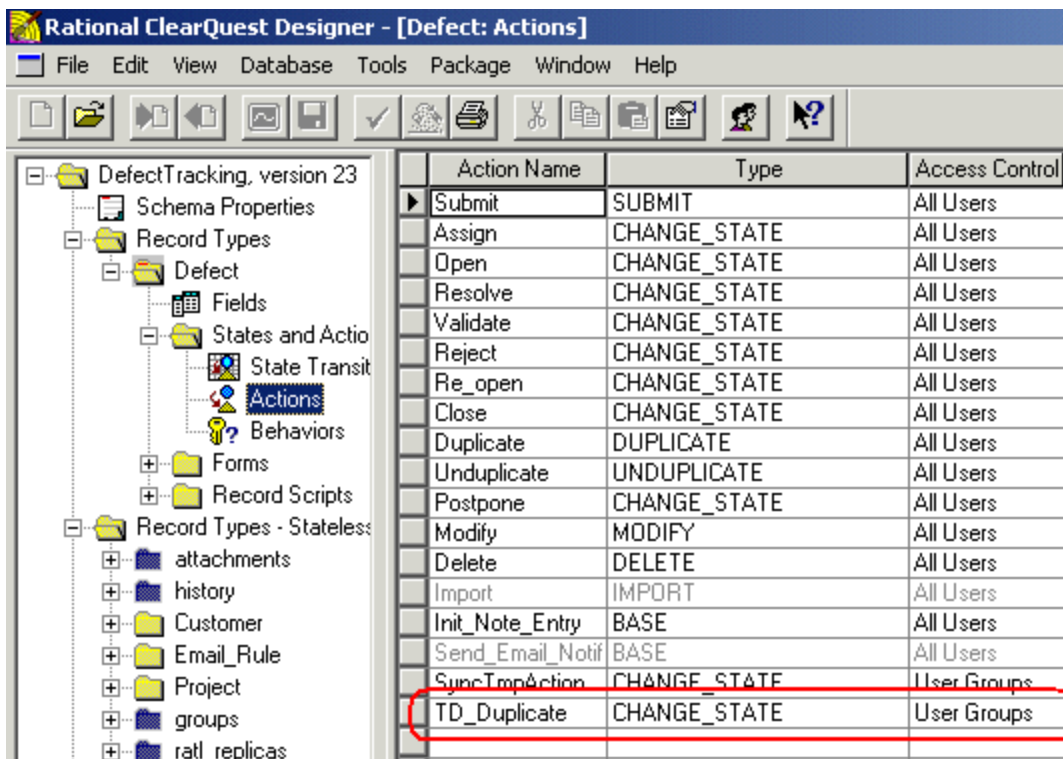 Rational ClearQuest Designer - [Defect: Actions]
File Edit View Database Tools Package Window Help
DefectTracking, version 23
Schema Properties
Record Types
Defect
Fields
States and Actio
State Transit
Actions
Behaviors
Forms
Record Scripts
Record Types - Stateless
attachments
history
Customer
Email_Rule
Project
groups
ratl_replicas
Action Name Type Access Control
Submit SUBMIT All Users
Assign CHANGE_STATE All Users
Open CHANGE_STATE All Users
Resolve CHANGE_STATE All Users
Validate CHANGE_STATE All Users
Reject CHANGE_STATE All Users
Re_open CHANGE_STATE All Users
Close CHANGE_STATE All Users
Duplicate DUPLICATE All Users
Unduplicate UNDUPLICATE All Users
Postpone CHANGE_STATE All Users
Modify MODIFY All Users
Delete DELETE All Users
Import IMPORT All Users
Init_Note_Entry BASE All Users
Send_Email_Notif BASE All Users
SyncTmpAction CHANGE_STATE User Groups
TD_Duplicate CHANGE_STATE User Groups